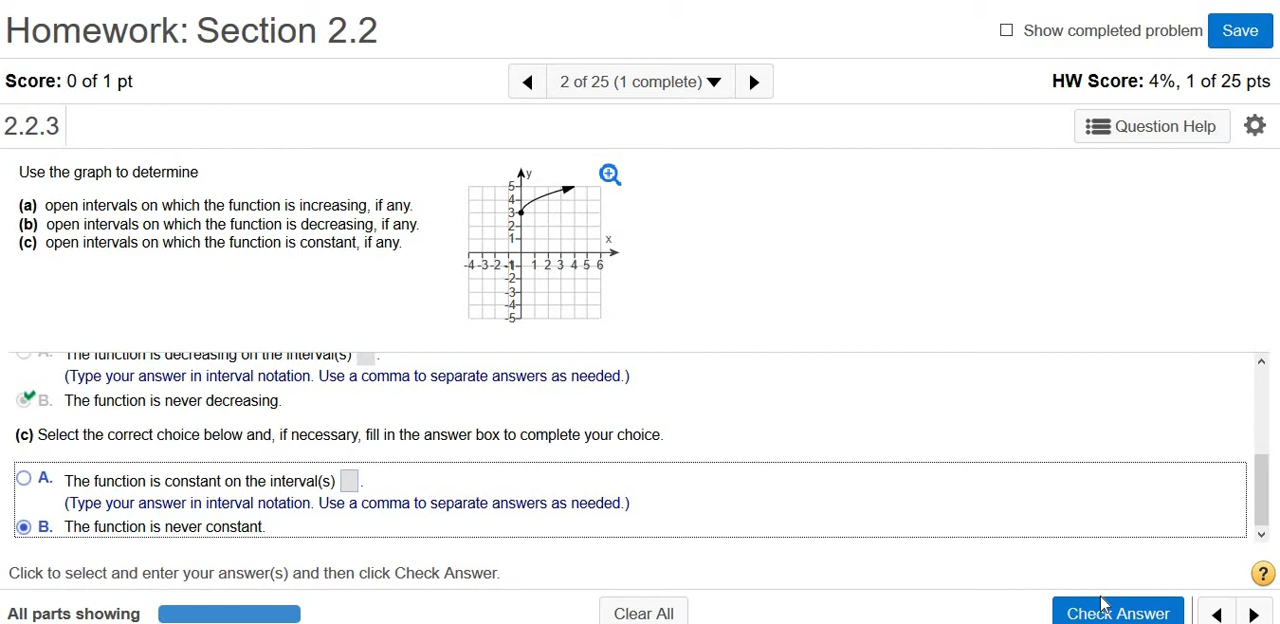 Homework: Section 2.2
Show completed problem
Save
Score: 0 of 1 pt
2 of 25 (1 complete)
HW Score: 4%, 1 of 25 pts
2.2.3
Question Help
Use the graph to determine
(a) open intervals on which the function is increasing, if any.
(b) open intervals on which the function is decreasing, if any.
(c) open intervals on which the function is constant, if any.
y
5
4
3
2
1
x
-4 -3 -2 -1 1 2 3 4 5 6
-2
-3
-4
-5
A. The function is decreasing on the interval(s) .
(Type your answer in interval notation. Use a comma to separate answers as needed.)
B. The function is never decreasing.
(c) Select the correct choice below and, if necessary, fill in the answer box to complete your choice.
A. The function is constant on the interval(s) .
(Type your answer in interval notation. Use a comma to separate answers as needed.)
B. The function is never constant.
Click to select and enter your answer(s) and then click Check Answer.
?
All parts showing
Clear All
Check Answer